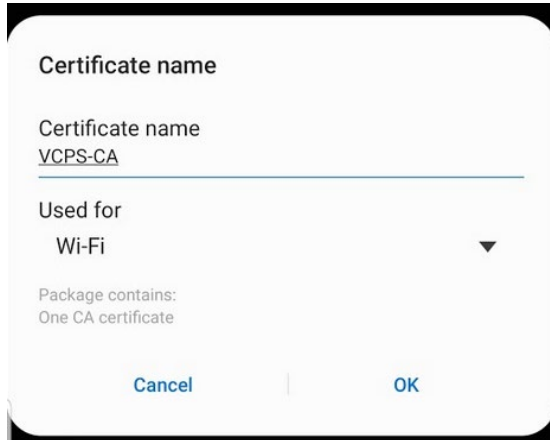 Certificate name
Certificate name
VCPS-CA
Used for
Wi-Fi
Package contains:
One CA certificate
Cancel OK